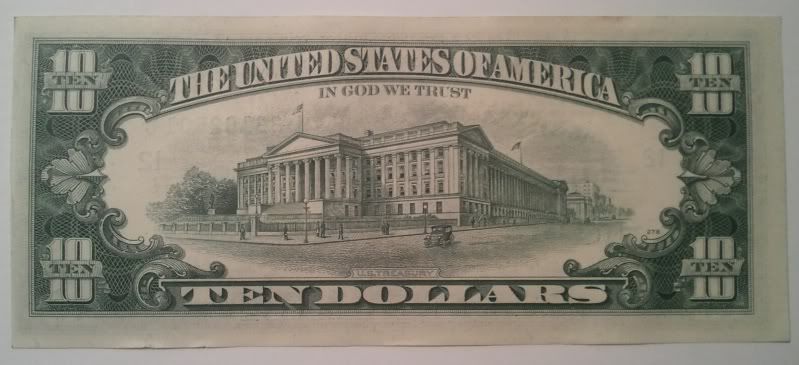 10 TEN
THE UNITED STATES OF AMERICA
10 TEN
IN GOD WE TRUST
10 TEN
U.S. TREASURY
TEN DOLLARS
10 TEN